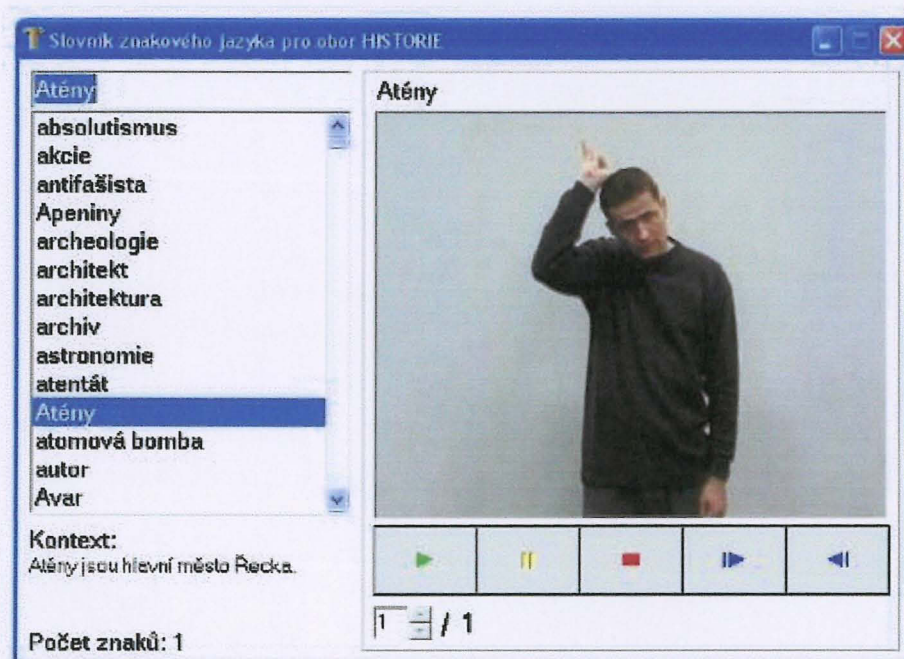 Slovník znakového jazyka pro obor HISTORIE
Atény
absolutismus
akcie
antifašista
Apeniny
archeologie
architekt
architektura
archiv
astronomie
atentát
Atény
atomová bomba
autor
Avar
Kontext:
Atény jsou hlavní město Řecka.
Počet znaků: 1
Atény
1 / 1